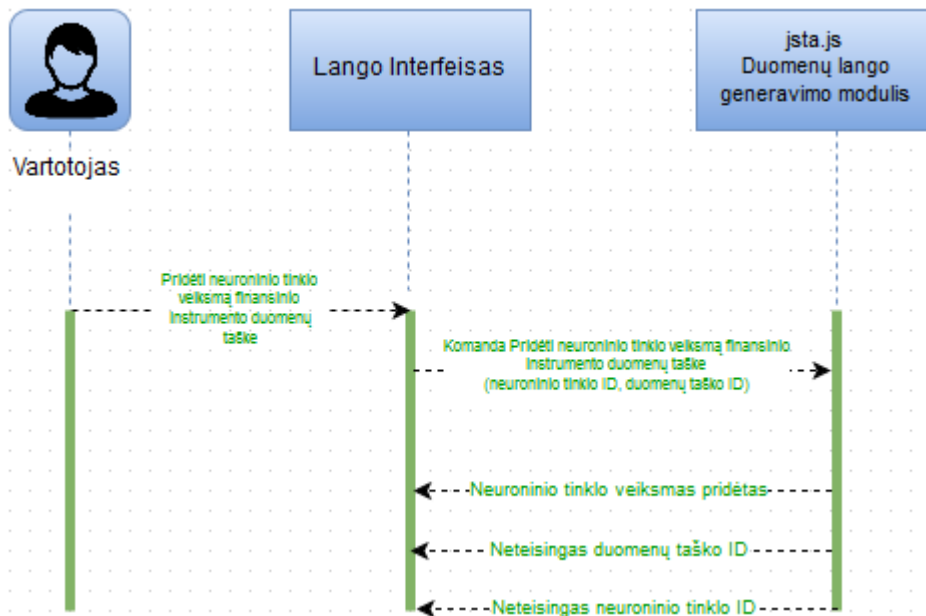 Lango Interfeisas
jsta.js
Duomenų lango
generavimo modulis
Vartotojas
Pridėti neuroninio tinklo
veiksmą finansinio
instrumento duomenų
taške
Komanda Pridėti neuroninio tinklo veiksmą finansinio
instrumento duomenų taške
(neuroninio tinklo ID, duomenų taško ID)
Neuroninio tinklo veiksmas pridėtas
Neteisingas duomenų taško ID
Neteisingas neuroninio tinklo ID